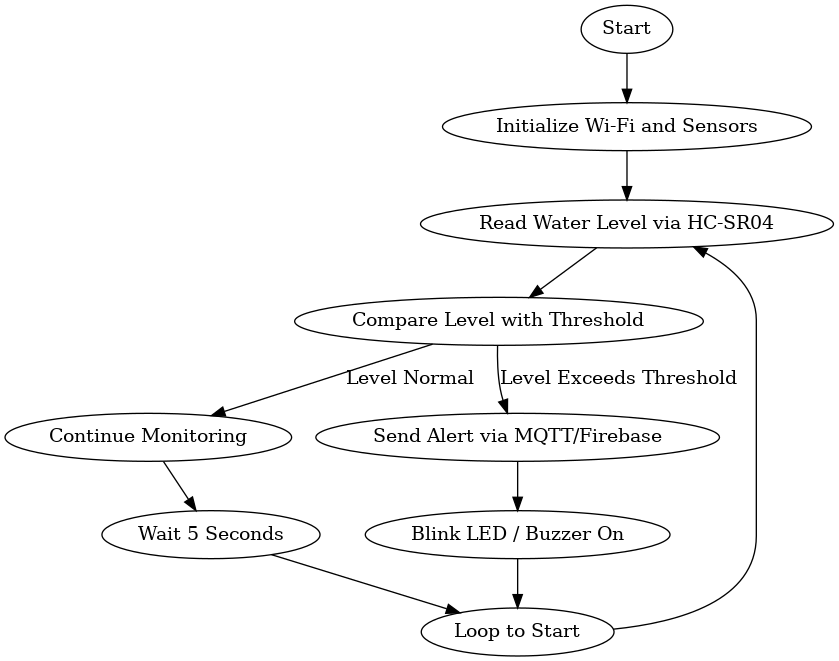 Start
Initialize Wi-Fi and Sensors
Read Water Level via HC-SR04
Compare Level with Threshold
Level Normal
Level Exceeds Threshold
Continue Monitoring
Send Alert via MQTT/Firebase
Wait 5 Seconds
Blink LED / Buzzer On
Loop to Start